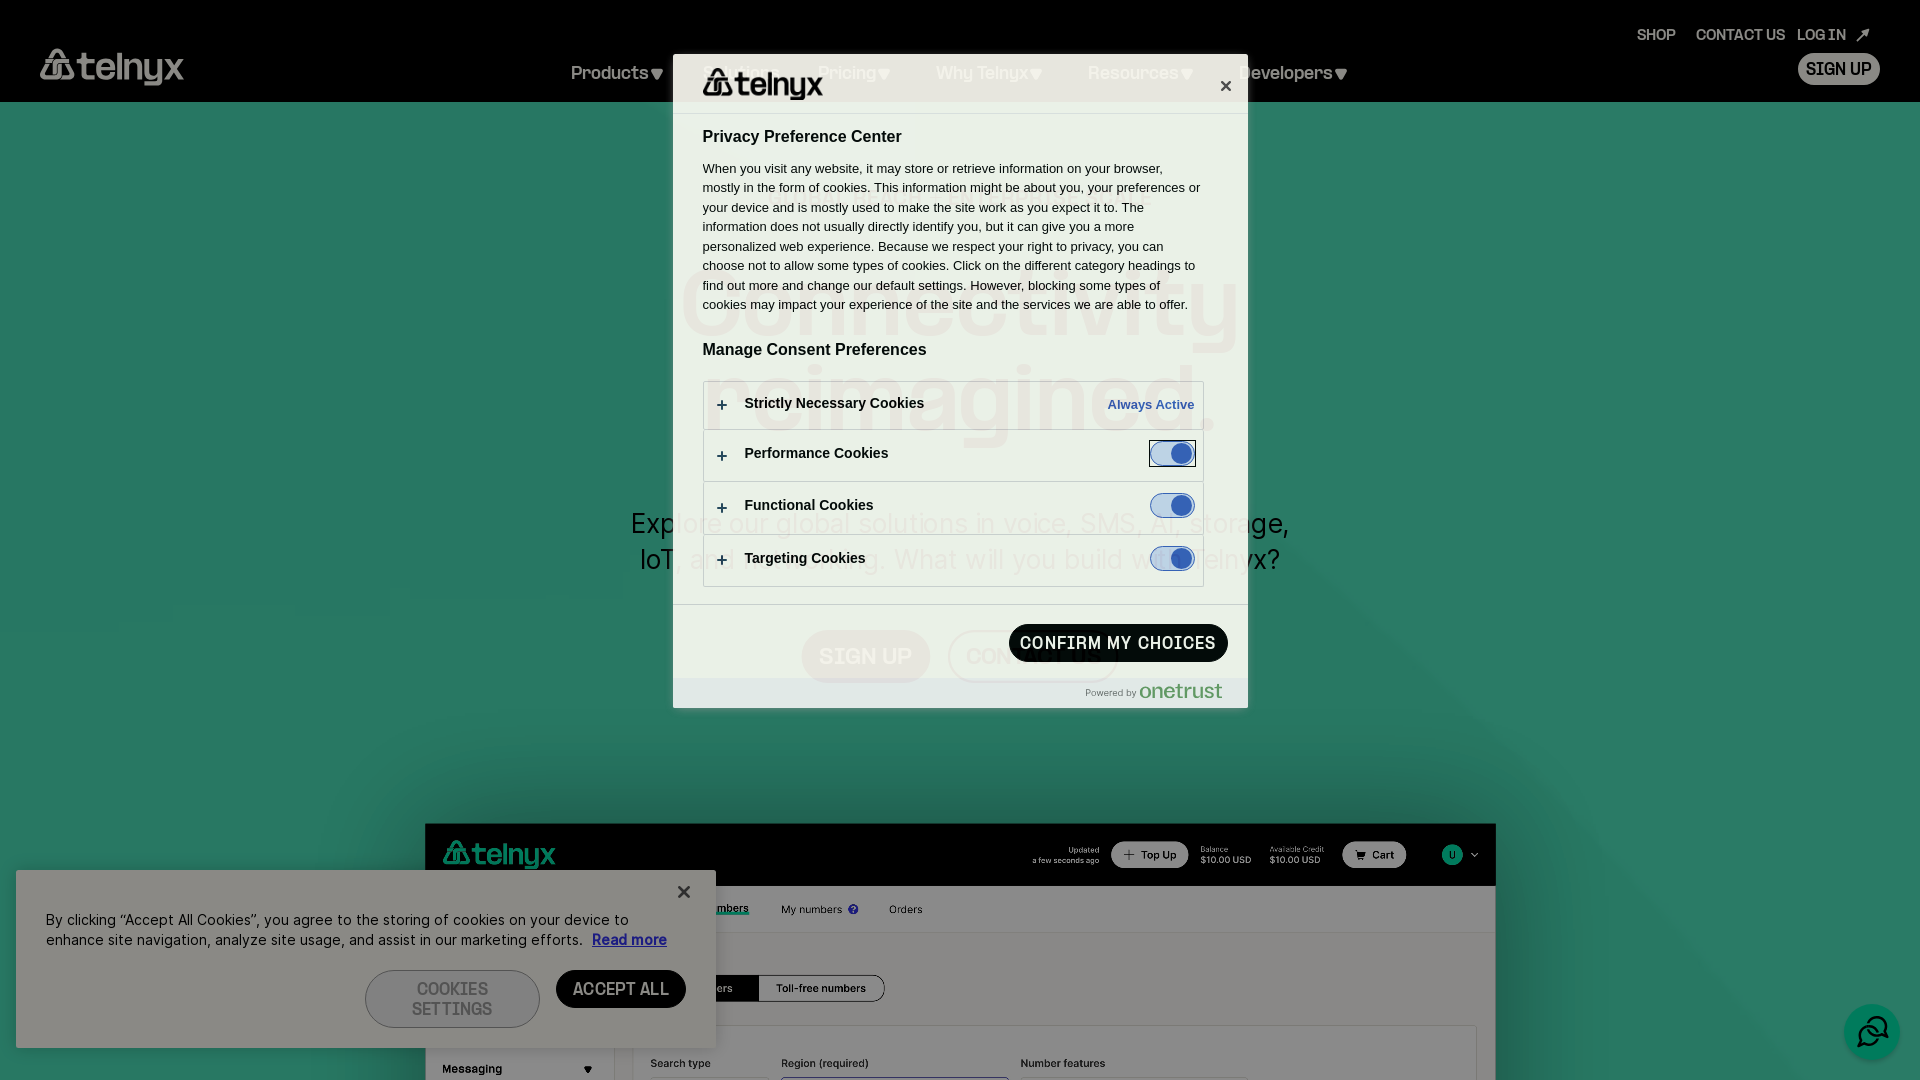 SHOP CONTACT US LOG IN
telnyx Products Solutions Pricing Why Telnyx Resources Developers SIGN UP
telnyx
Privacy Preference Center
When you visit any website, it may store or retrieve information on your browser,
mostly in the form of cookies. This information might be about you, your preferences or
your device and is mostly used to make the site work as you expect it to. The
information does not usually directly identify you, but it can give you a more
personalized web experience. Because we respect your right to privacy, you can
choose not to allow some types of cookies. Click on the different category headings to
find out more and change our default settings. However, blocking some types of
cookies may impact your experience of the site and the services we are able to offer.
Connectivity
reimagined.
Manage Consent Preferences
Strictly Necessary Cookies Always Active
Performance Cookies
Functional Cookies
Targeting Cookies
Explore our global solutions in voice, SMS, AI, storage,
IoT, and networking. What will you build with Telnyx?
SIGN UP CONTACT US
CONFIRM MY CHOICES
Powered by onetrust
telnyx
Updated
a few seconds ago
Top Up
Balance
$10.00 USD
Available Credit
$10.00 USD
Cart
U
My numbers ? Orders
Toll-free numbers
Search type Region (required) Number features
Messaging
By clicking “Accept All Cookies”, you agree to the storing of cookies on your device to
enhance site navigation, analyze site usage, and assist in our marketing efforts. Read more
COOKIES
SETTINGS
ACCEPT ALL